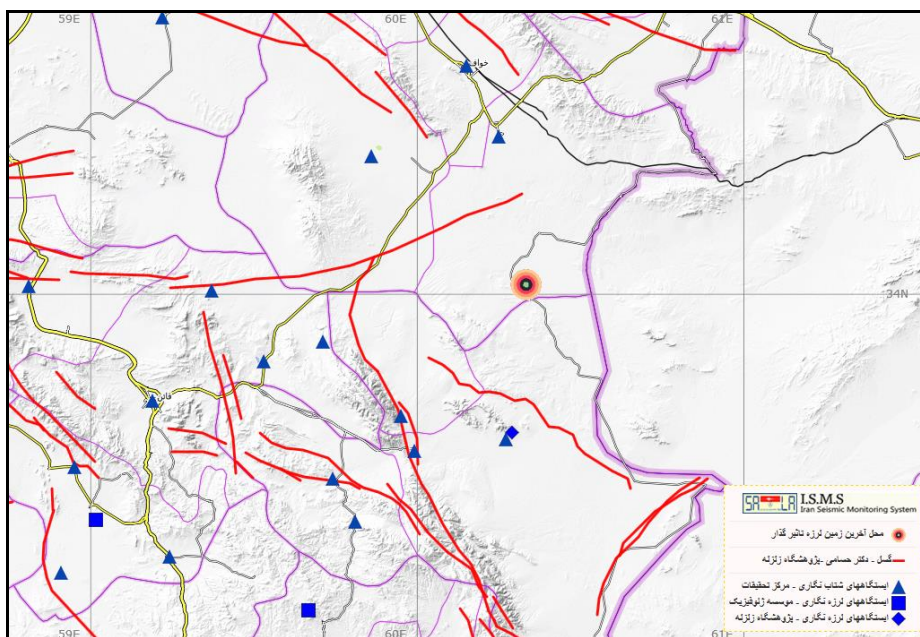 59E
60E
61E
خواف
34N
قائن
I.S.M.S
Iran Seismic Monitoring System
محل آخرین زمین لرزه تاثیر گذار
گسل - دکتر حسامی - پژوهشگاه زلزله
ایستگاههای شتاب نگاری - مرکز تحقیقات
ایستگاههای لرزه نگاری - موسسه ژئوفیزیک
ایستگاههای لرزه نگاری - پژوهشگاه زلزله
59E
60E
61E